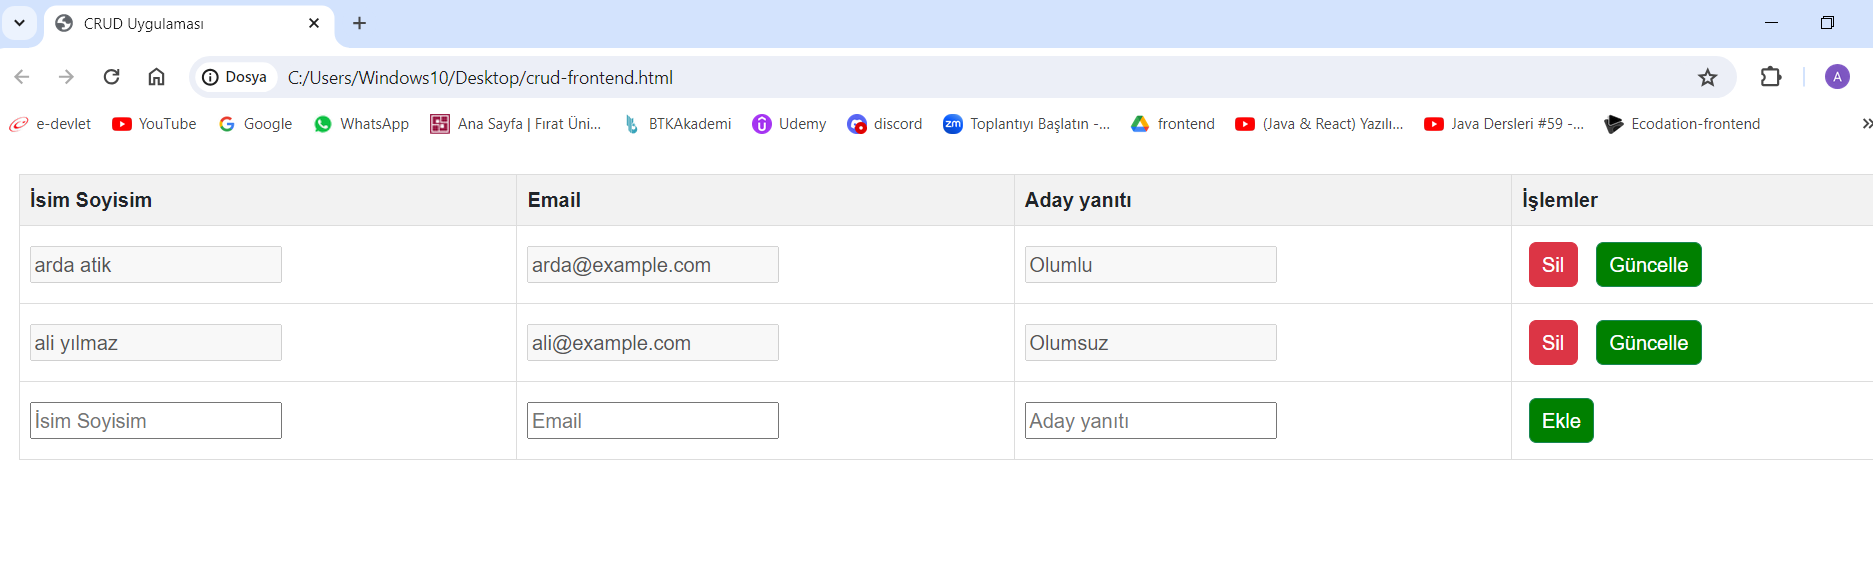 CRUD Uygulaması
Dosya C:/Users/Windows10/Desktop/crud-frontend.html A
e-devlet YouTube Google WhatsApp Ana Sayfa | Fırat Üni... BTKAkademi Udemy discord zm Toplantıyı Başlatın -... frontend (Java & React) Yazılı... Java Dersleri #59 -... Ecodation-frontend
İsim Soyisim Email Aday yanıtı İşlemler
arda atik arda@example.com Olumlu Sil Güncelle
ali yılmaz ali@example.com Olumsuz Sil Güncelle
İsim Soyisim Email Aday yanıtı Ekle